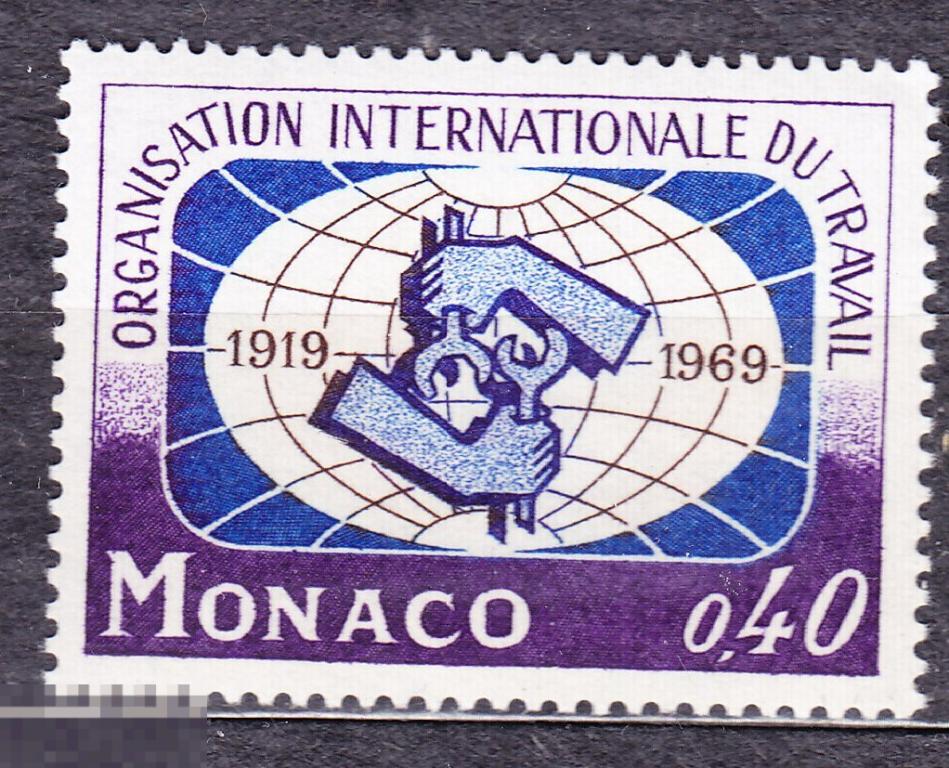 ORGANISATION INTERNATIONALE DU TRAVAIL
1919 1969
MONACO 0,40